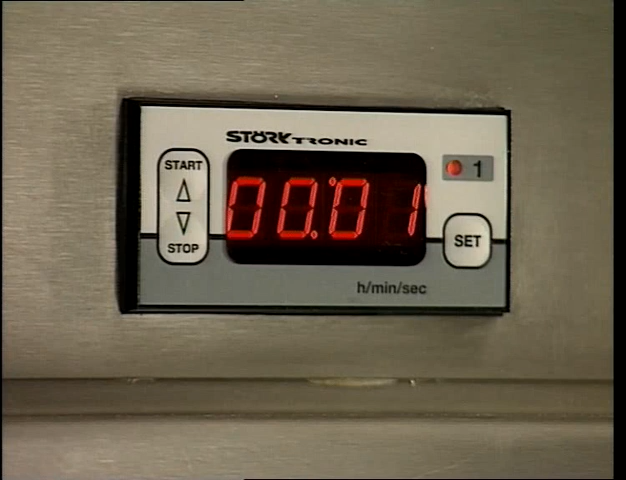 STÖRK TRONIC
START
1
00.01
STOP
SET
h/min/sec